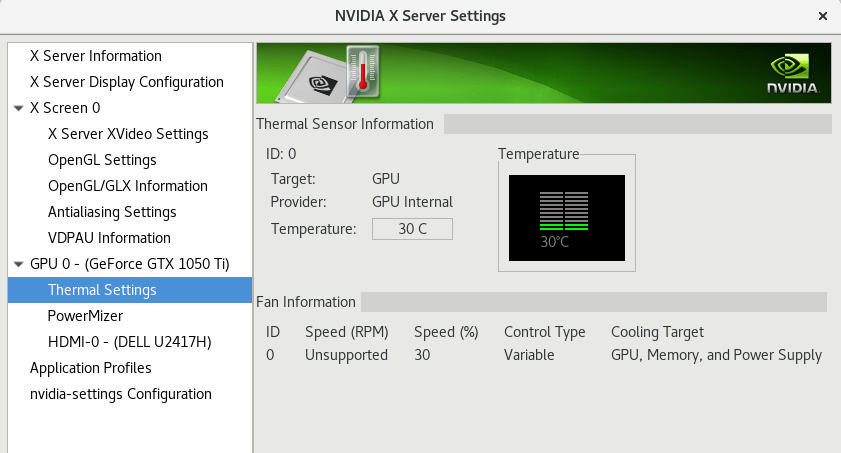 NVIDIA X Server Settings
X Server Information
X Server Display Configuration
X Screen 0
X Server XVideo Settings
OpenGL Settings
OpenGL/GLX Information
Antialiasing Settings
VDPAU Information
GPU 0 - (GeForce GTX 1050 Ti)
Thermal Settings
PowerMizer
HDMI-0 - (DELL U2417H)
Application Profiles
nvidia-settings Configuration
NVIDIA.
Thermal Sensor Information
ID: 0
Target: GPU
Provider: GPU Internal
Temperature: 30 C
Temperature
30°C
Fan Information
ID Speed (RPM) Speed (%) Control Type Cooling Target
0 Unsupported 30 Variable GPU, Memory, and Power Supply